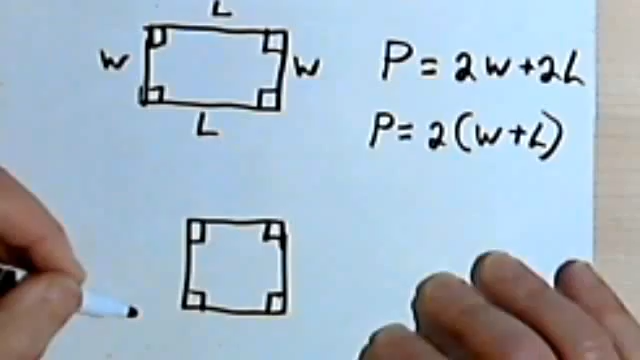 L
W W
L
P = 2W+2L
P = 2(W+L)